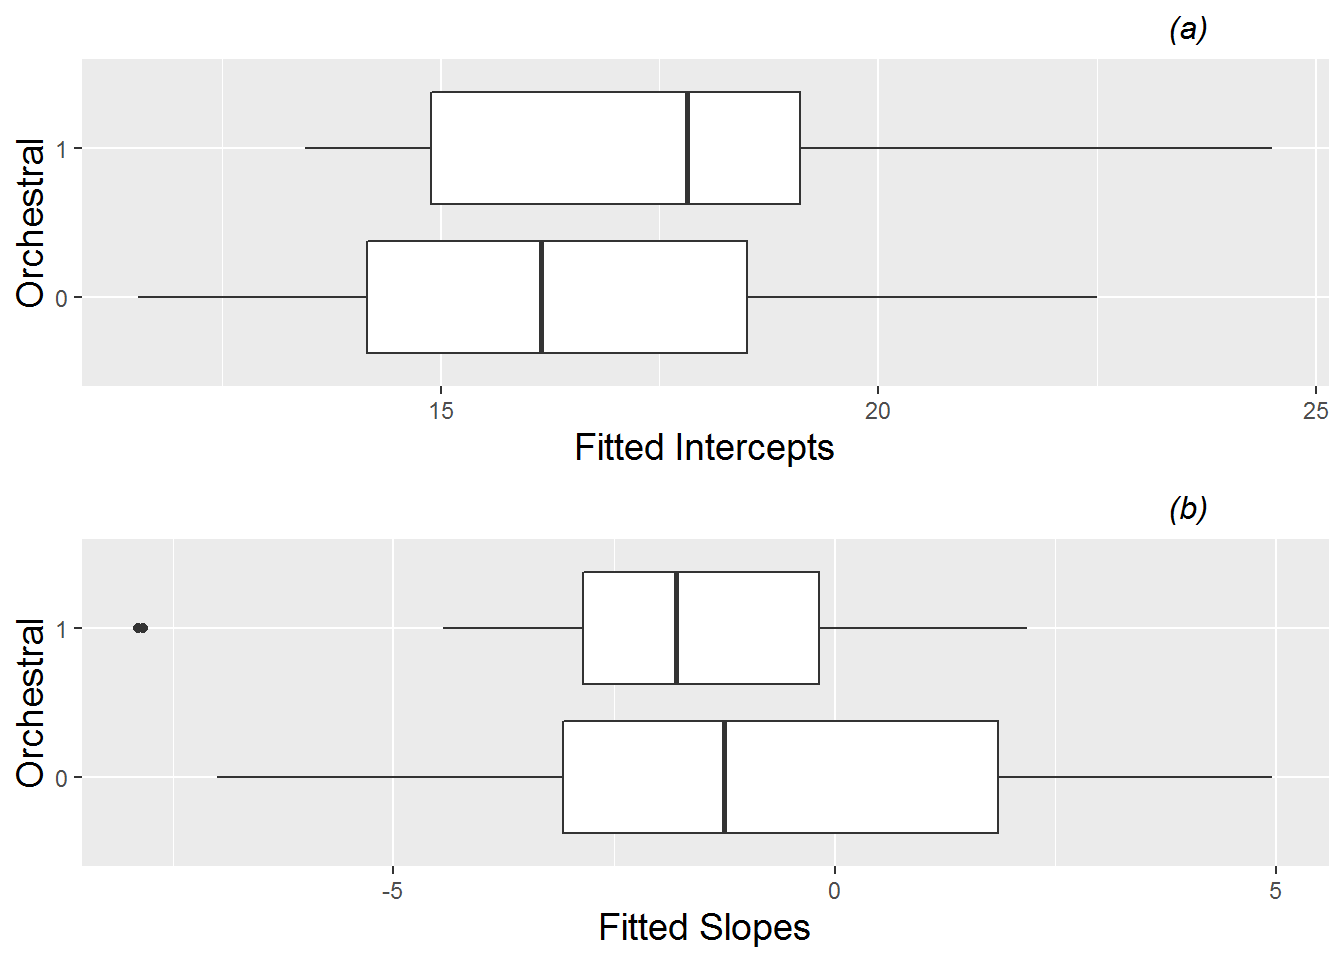 (a)
Orchestral
1
0
15 20 25
Fitted Intercepts
(b)
Orchestral
1
0
-5 0 5
Fitted Slopes